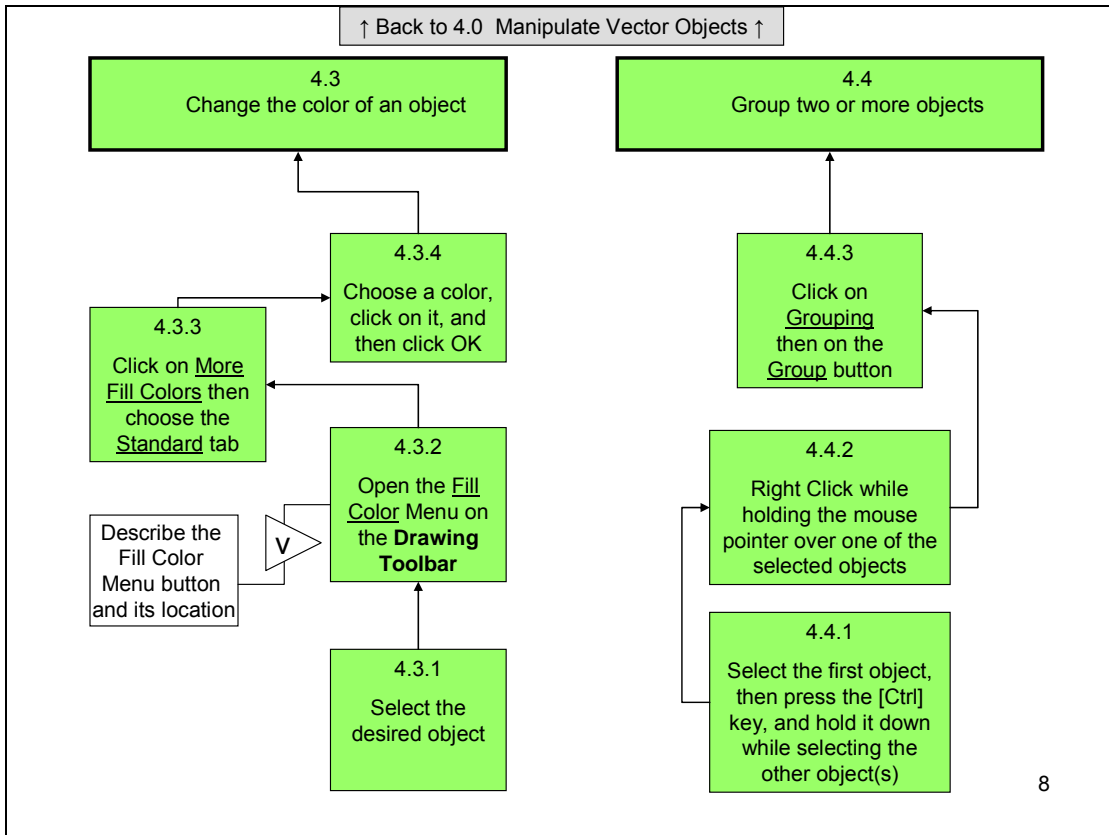 ↑ Back to 4.0 Manipulate Vector Objects ↑
4.3
Change the color of an object
4.3.4
Choose a color,
click on it, and
then click OK
4.3.3
Click on More
Fill Colors then
choose the
Standard tab
4.3.2
Open the Fill
Color Menu on
the Drawing
Toolbar
V
Describe the
Fill Color
Menu button
and its location
4.3.1
Select the
desired object
4.4
Group two or more objects
4.4.3
Click on
Grouping
then on the
Group button
4.4.2
Right Click while
holding the mouse
pointer over one of the
selected objects
4.4.1
Select the first object,
then press the [Ctrl]
key, and hold it down
while selecting the
other object(s)
8